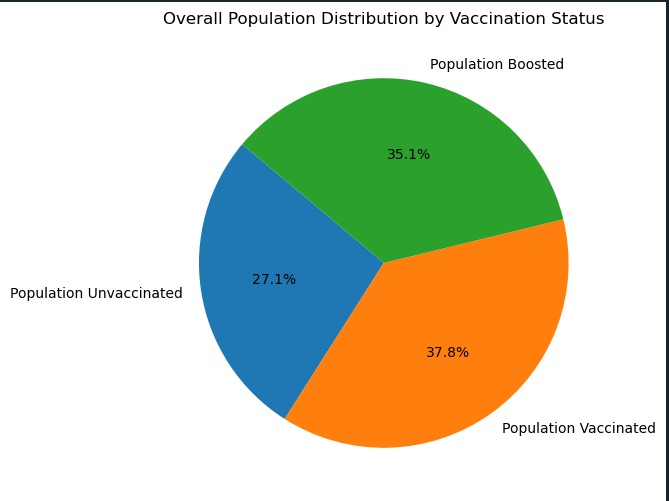 Overall Population Distribution by Vaccination Status
Population Boosted
35.1%
27.1%
Population Unvaccinated
37.8%
Population Vaccinated